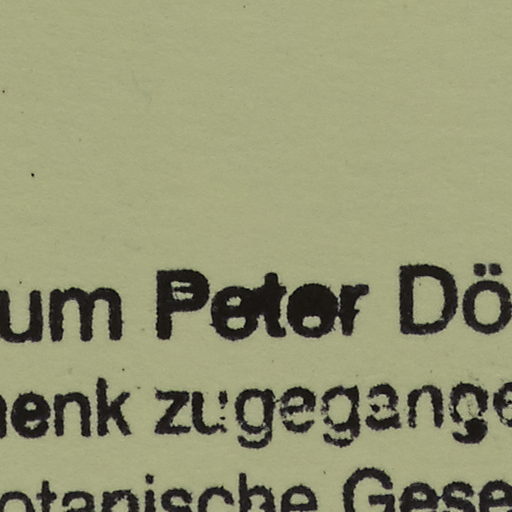 um Peter Dö
henk zugegange
otanische Gese